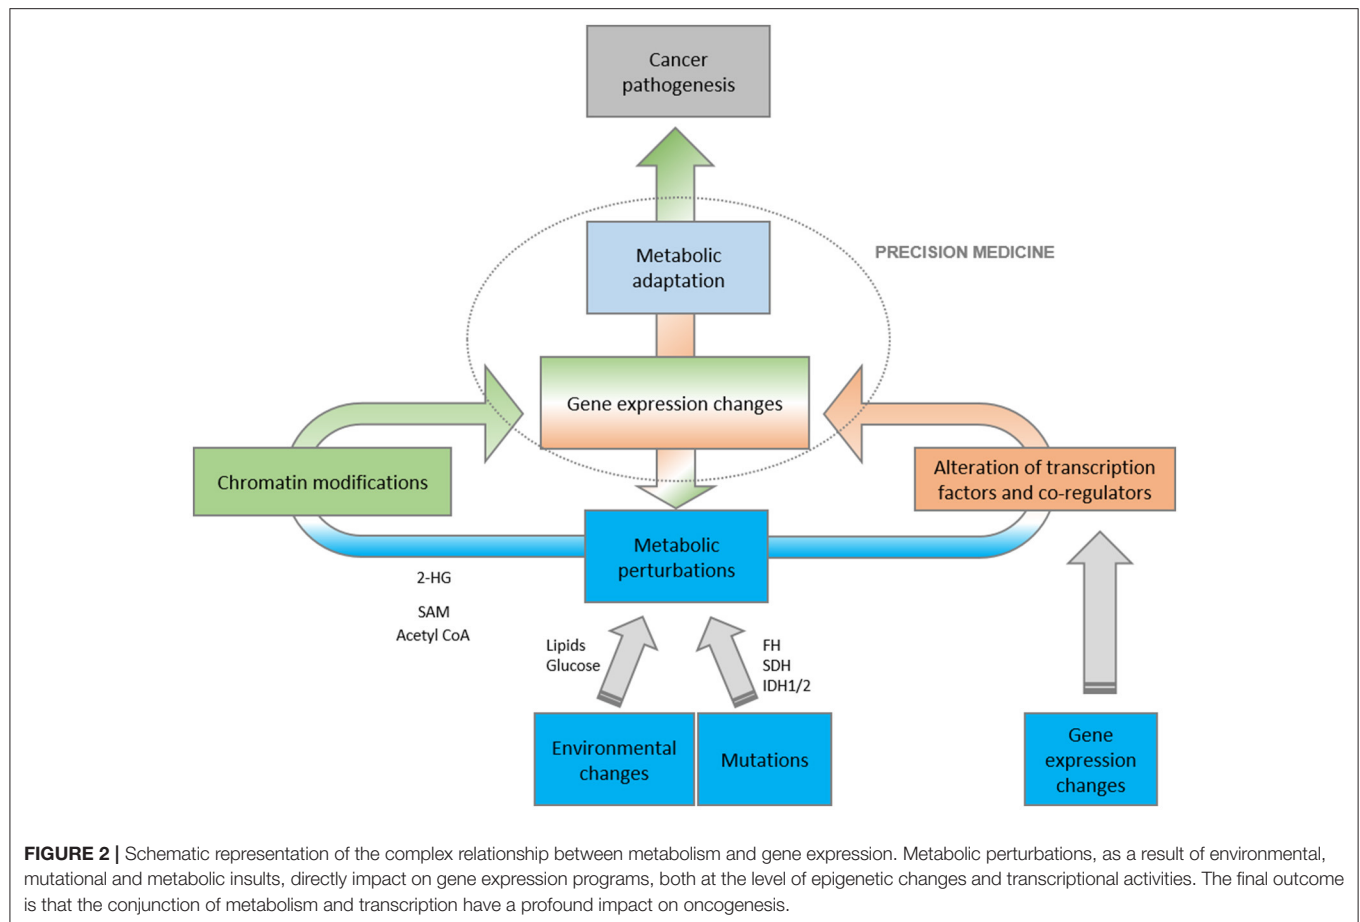 Cancer
pathogenesis
Metabolic
adaptation
PRECISION MEDICINE
Gene expression changes
Chromatin modifications
Alteration of transcription
factors and co-regulators
Metabolic
perturbations
2-HG
SAM
Acetyl CoA
Lipids
Glucose
FH
SDH
IDH1/2
Environmental
changes
Mutations
Gene
expression
changes
FIGURE 2 | Schematic representation of the complex relationship between metabolism and gene expression. Metabolic perturbations, as a result of environmental,
mutational and metabolic insults, directly impact on gene expression programs, both at the level of epigenetic changes and transcriptional activities. The final outcome
is that the conjunction of metabolism and transcription have a profound impact on oncogenesis.